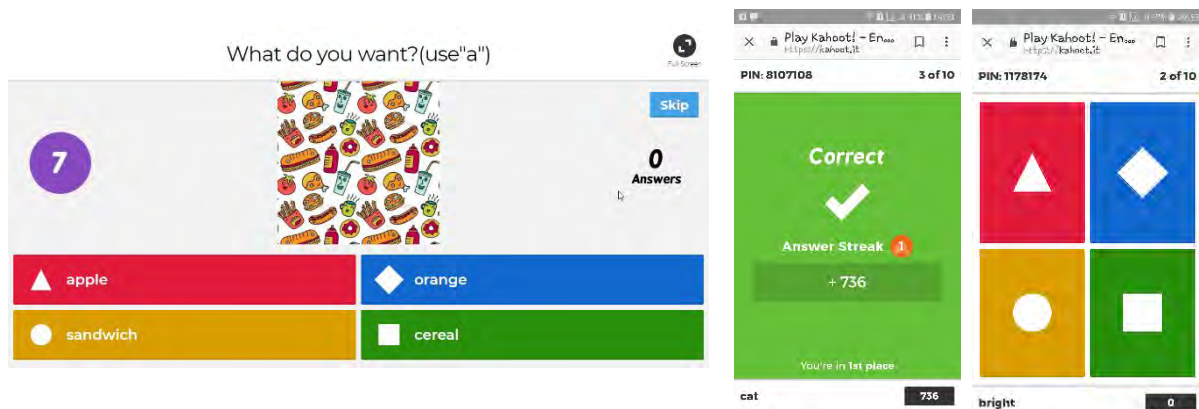 What do you want?(use"a")
Full Screen
Skip
7
0
Answers
apple
orange
sandwich
cereal
Play Kahoot! – En...
https://kahoot.it
PIN: 8107108
3 of 10
Correct
Answer Streak 1
+ 736
You're in 1st place
cat
736
Play Kahoot! – En...
https://kahoot.it
PIN: 1178174
2 of 10
bright
0